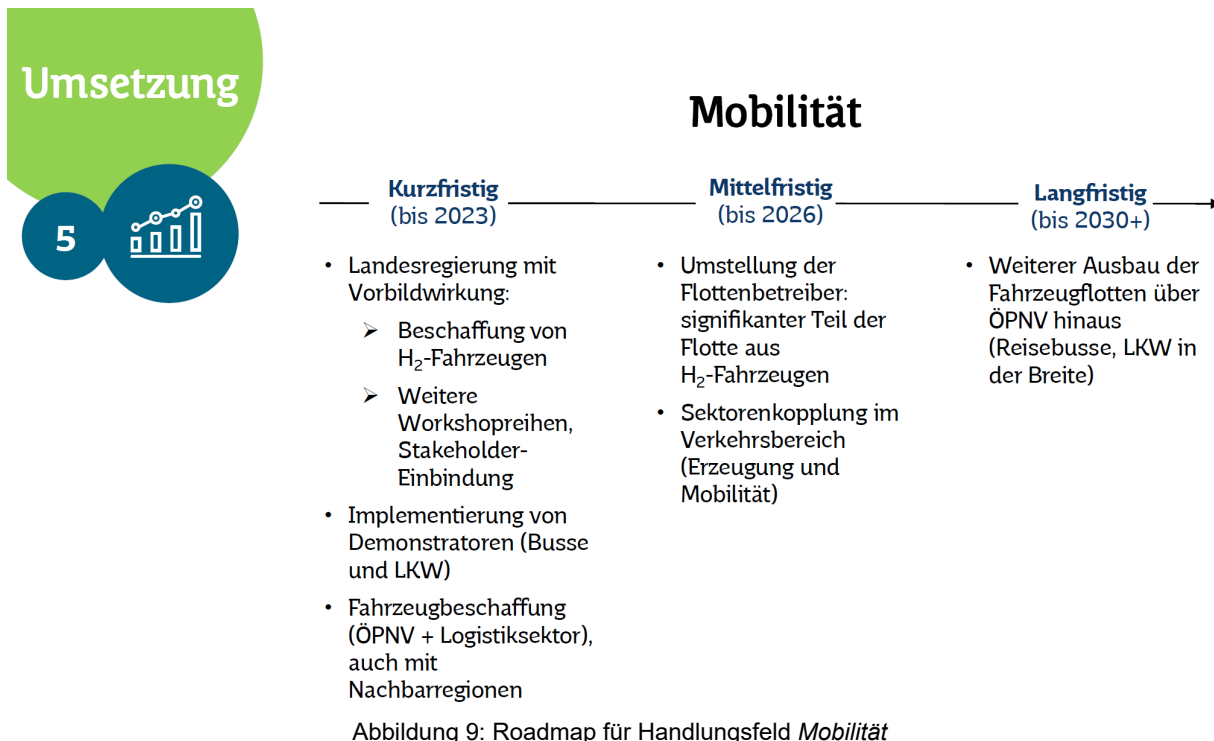 Umsetzung
5
Mobilität
Kurzfristig
(bis 2023)
• Landesregierung mit
Vorbildwirkung:
➢ Beschaffung von
H₂-Fahrzeugen
➢ Weitere
Workshopreihen,
Stakeholder-
Einbindung
• Implementierung von
Demonstratoren (Busse
und LKW)
• Fahrzeugbeschaffung
(ÖPNV + Logistiksektor),
auch mit
Nachbarregionen
Mittelfristig
(bis 2026)
• Umstellung der
Flottenbetreiber:
signifikanter Teil der
Flotte aus
H₂-Fahrzeugen
• Sektorenkopplung im
Verkehrsbereich
(Erzeugung und
Mobilität)
Langfristig
(bis 2030+)
• Weiterer Ausbau der
Fahrzeugflotten über
ÖPNV hinaus
(Reisebusse, LKW in
der Breite)
Abbildung 9: Roadmap für Handlungsfeld Mobilität